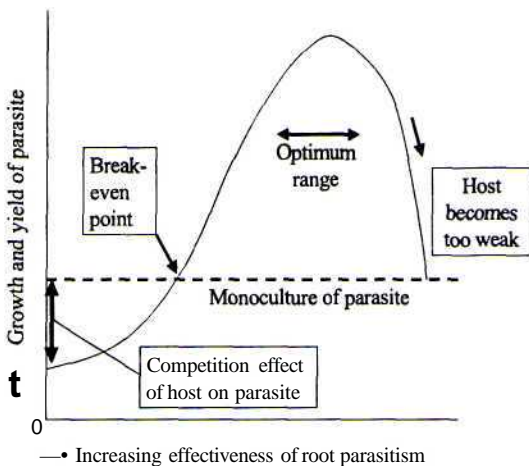 Growth and yield of parasite
Break-
even
point
Optimum
range
Host
becomes
too weak
Monoculture of parasite
Competition effect
of host on parasite
t
0
—• Increasing effectiveness of root parasitism